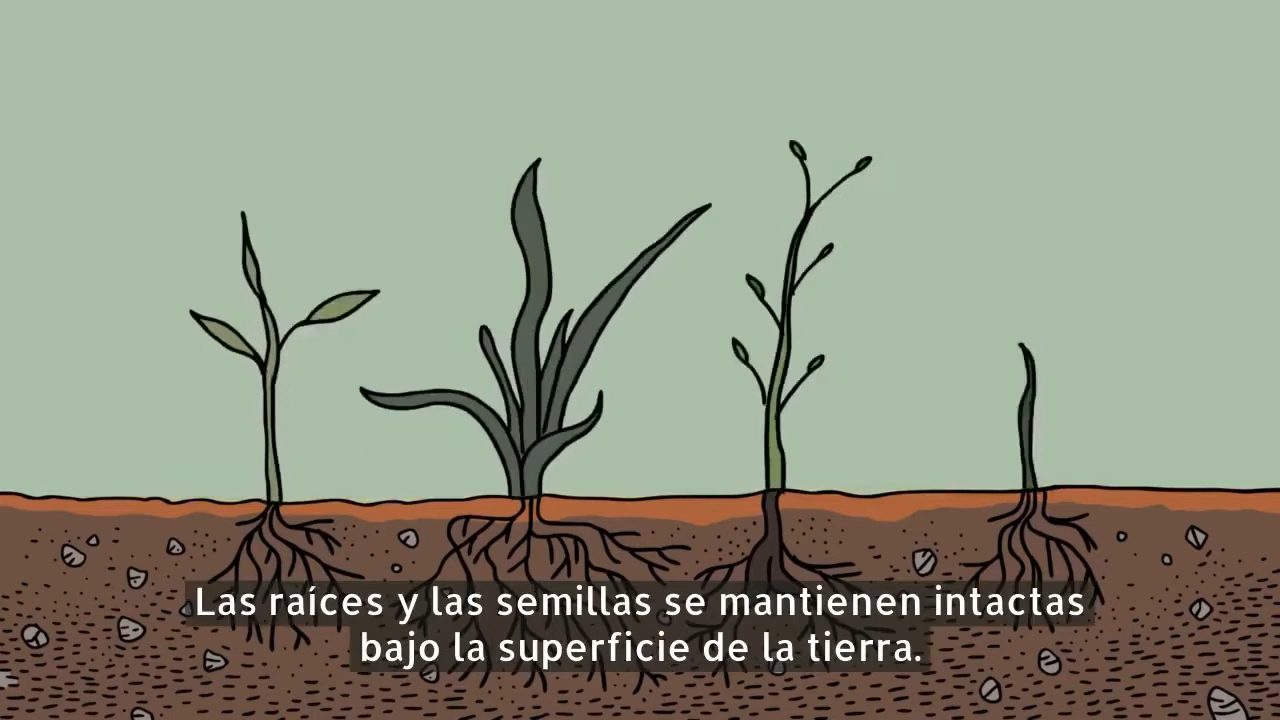 Las raíces y las semillas se mantienen intactas
bajo la superficie de la tierra.